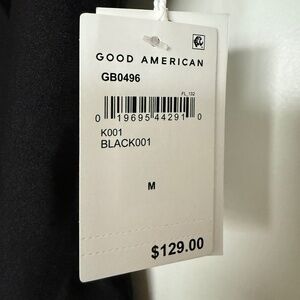 GOOD AMERICAN
GB0496
FL_132
0 19695 44291 0
K001
BLACK001
M
$129.00